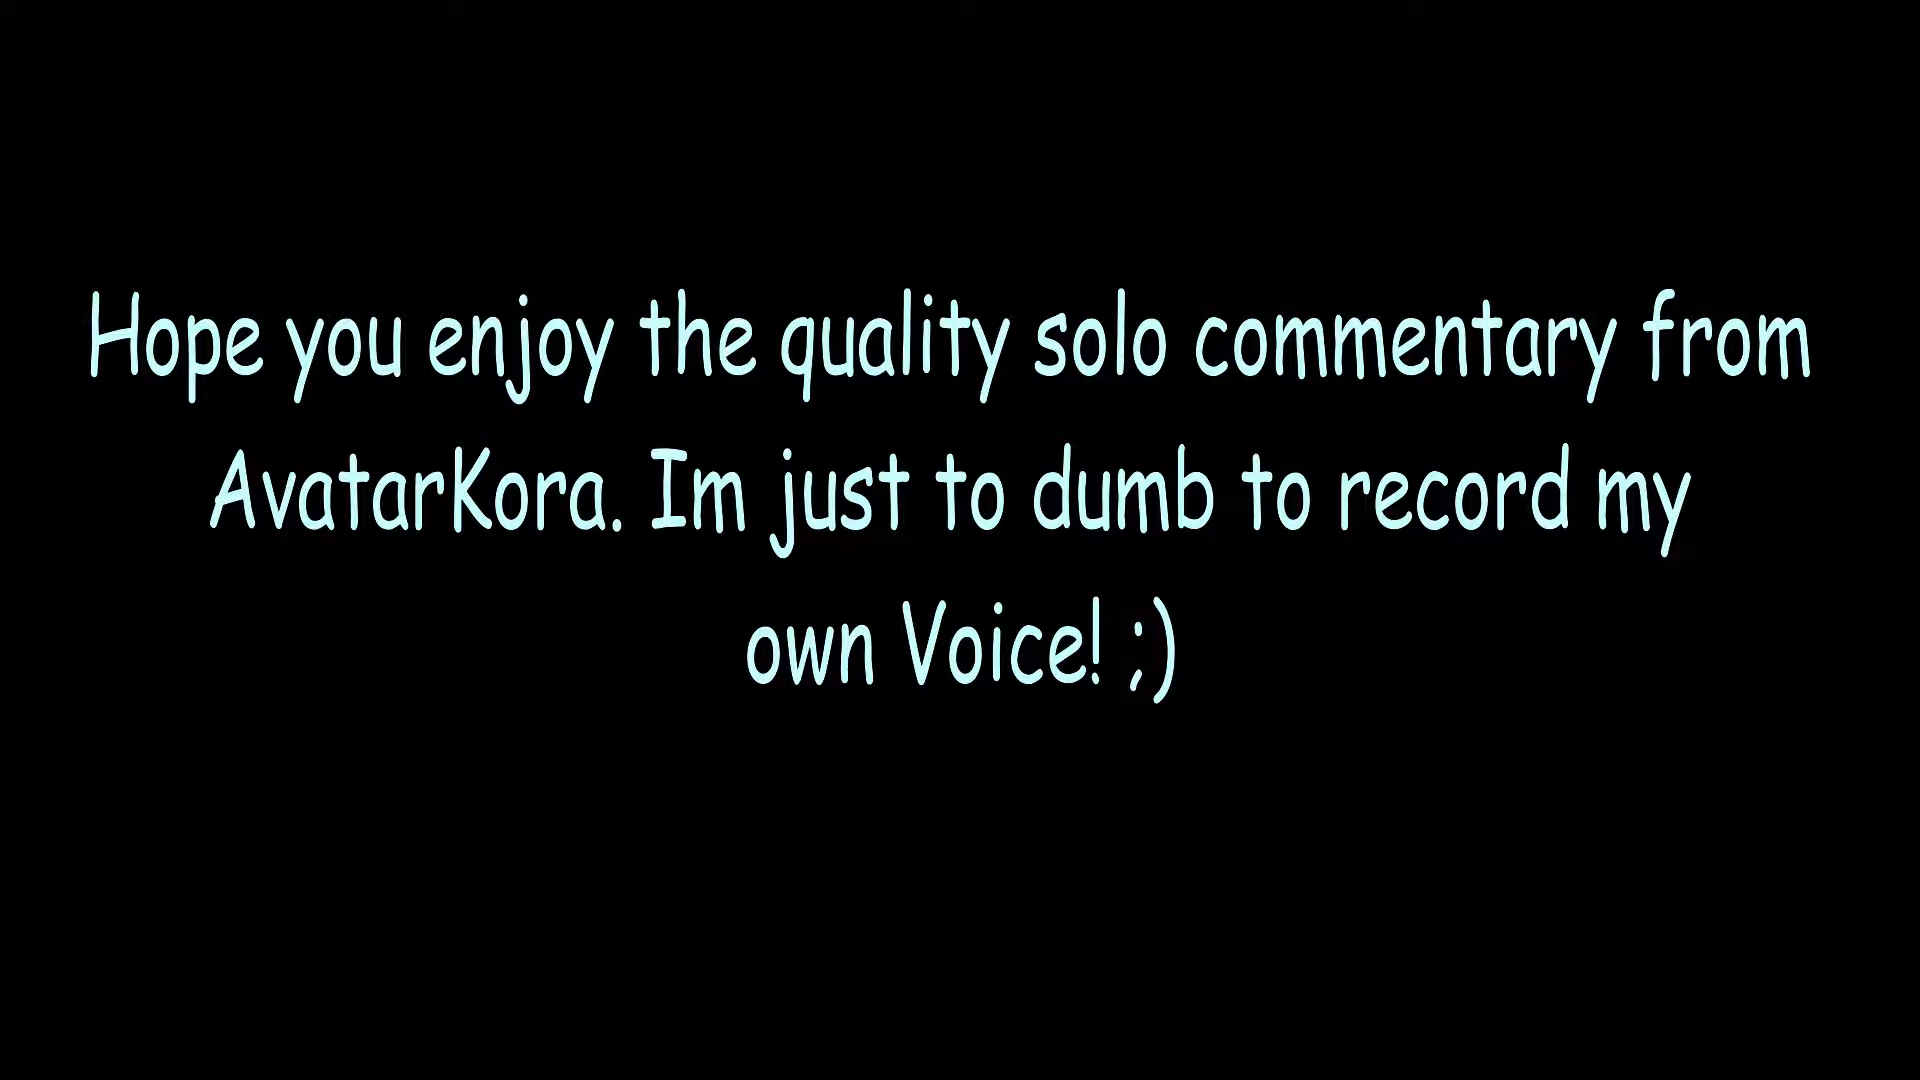 Hope you enjoy the quality solo commentary from
AvatarKora. Im just to dumb to record my
own Voice! ;)